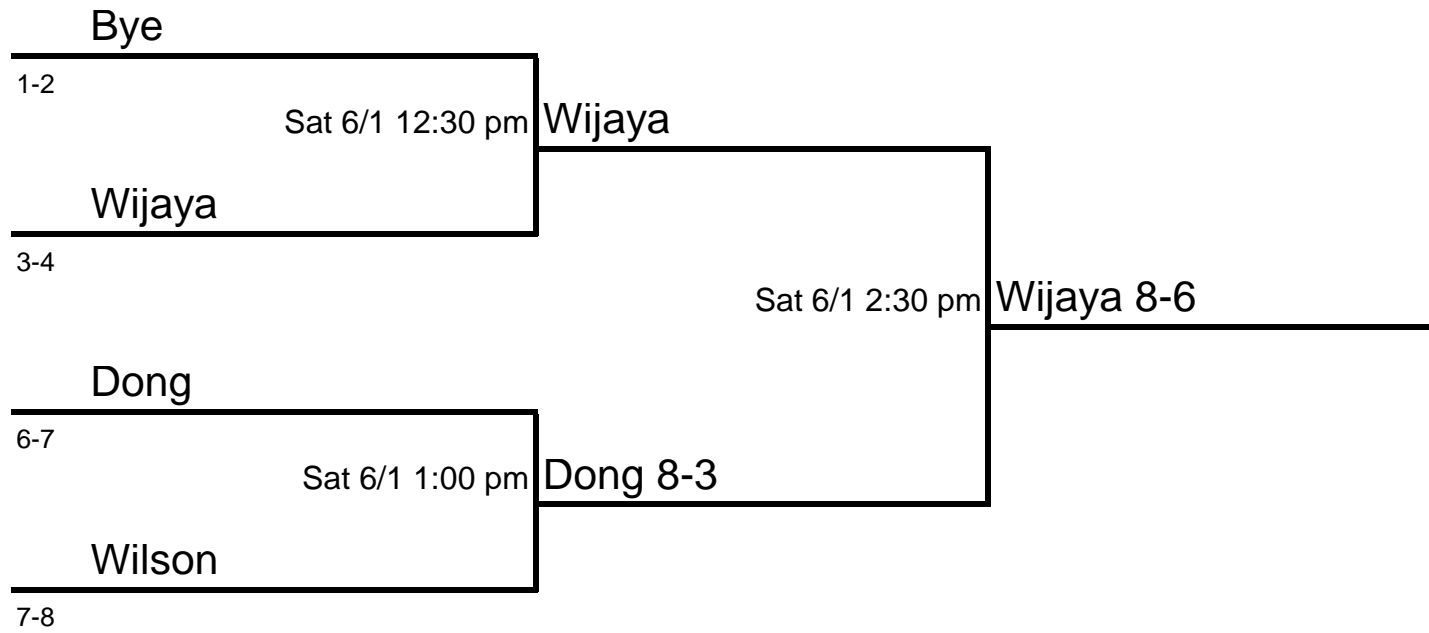 Bye
1-2
Sat 6/1 12:30 pm Wijaya
Wijaya
3-4
Sat 6/1 2:30 pm Wijaya 8-6
Dong
6-7
Sat 6/1 1:00 pm Dong 8-3
Wilson
7-8